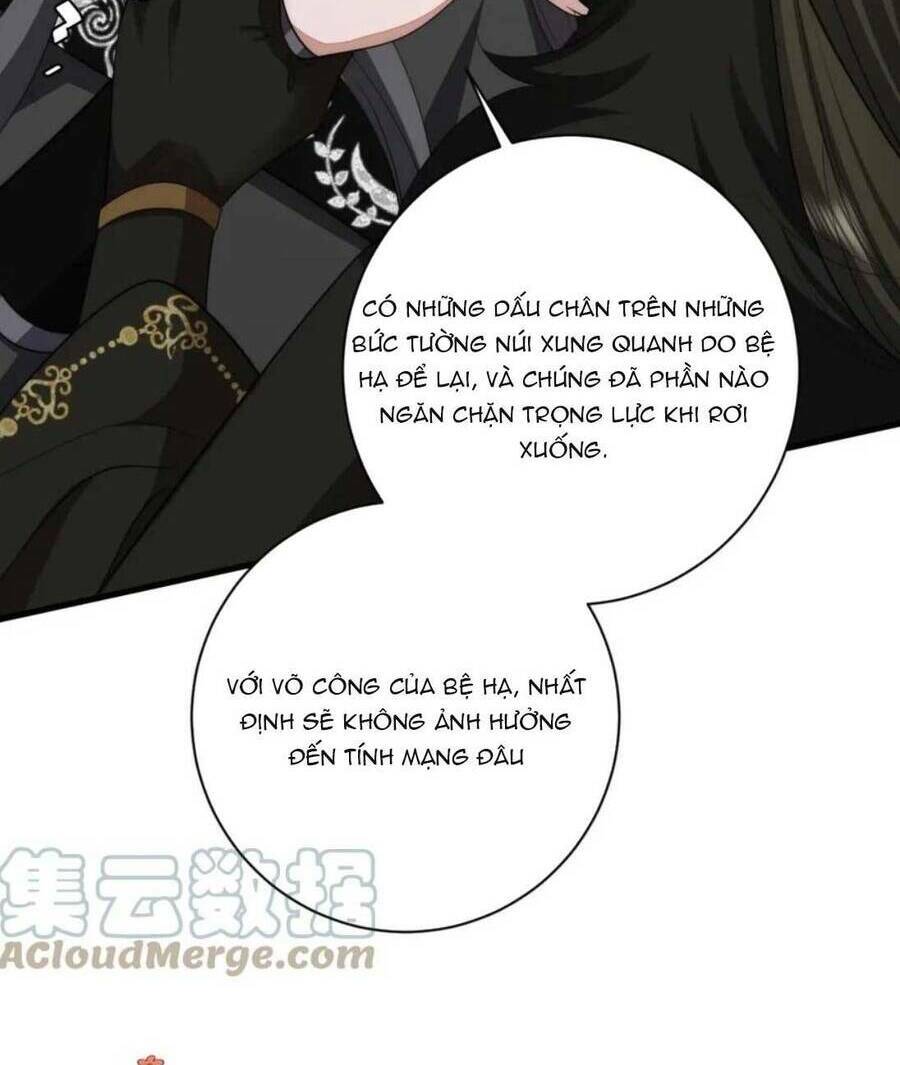 CÓ NHỮNG DẤU CHÂN TRÊN NHỮNG
BỨC TƯỜNG NÚI XUNG QUANH DO BỆ
HẠ ĐỂ LẠI, VÀ CHÚNG ĐÃ PHẦN NÀO
NGĂN CHẶN TRỌNG LỰC KHI RƠI
XUỐNG.
VỚI VÕ CÔNG CỦA BỆ HẠ, NHẤT
ĐỊNH SẼ KHÔNG ẢNH HƯỞNG
ĐẾN TÍNH MẠNG ĐÂU
集云数据
ACloudMerge.com